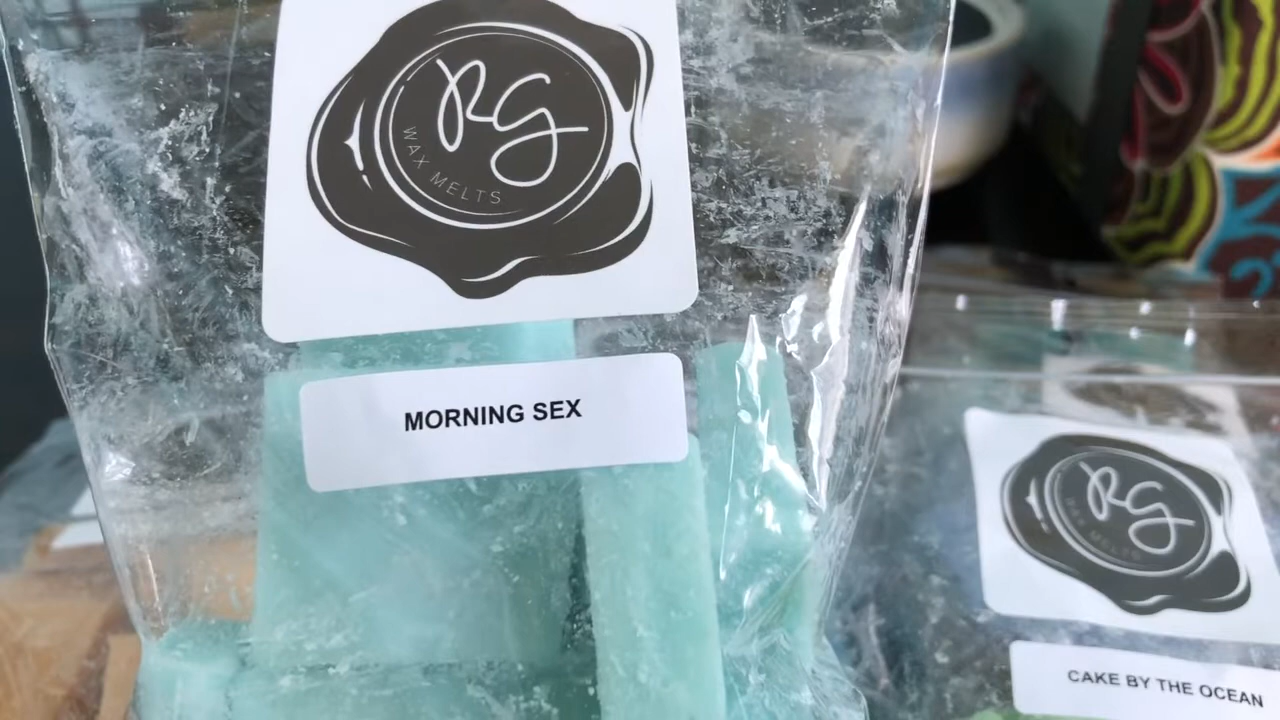 RG
WAX MELTS
MORNING SEX
RG
WAX MELTS
CAKE BY THE OCEAN